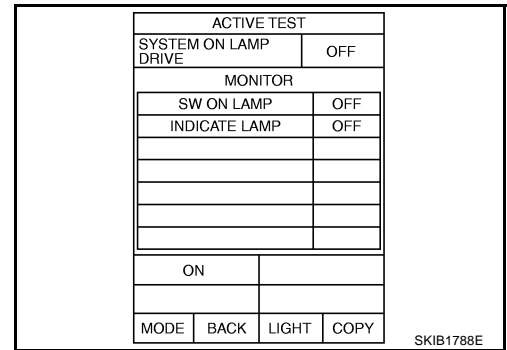 ACTIVE TEST
SYSTEM ON LAMP
DRIVE
OFF
MONITOR
SW ON LAMP OFF
INDICATE LAMP OFF
ON
MODE BACK LIGHT COPY
SKIB1788E